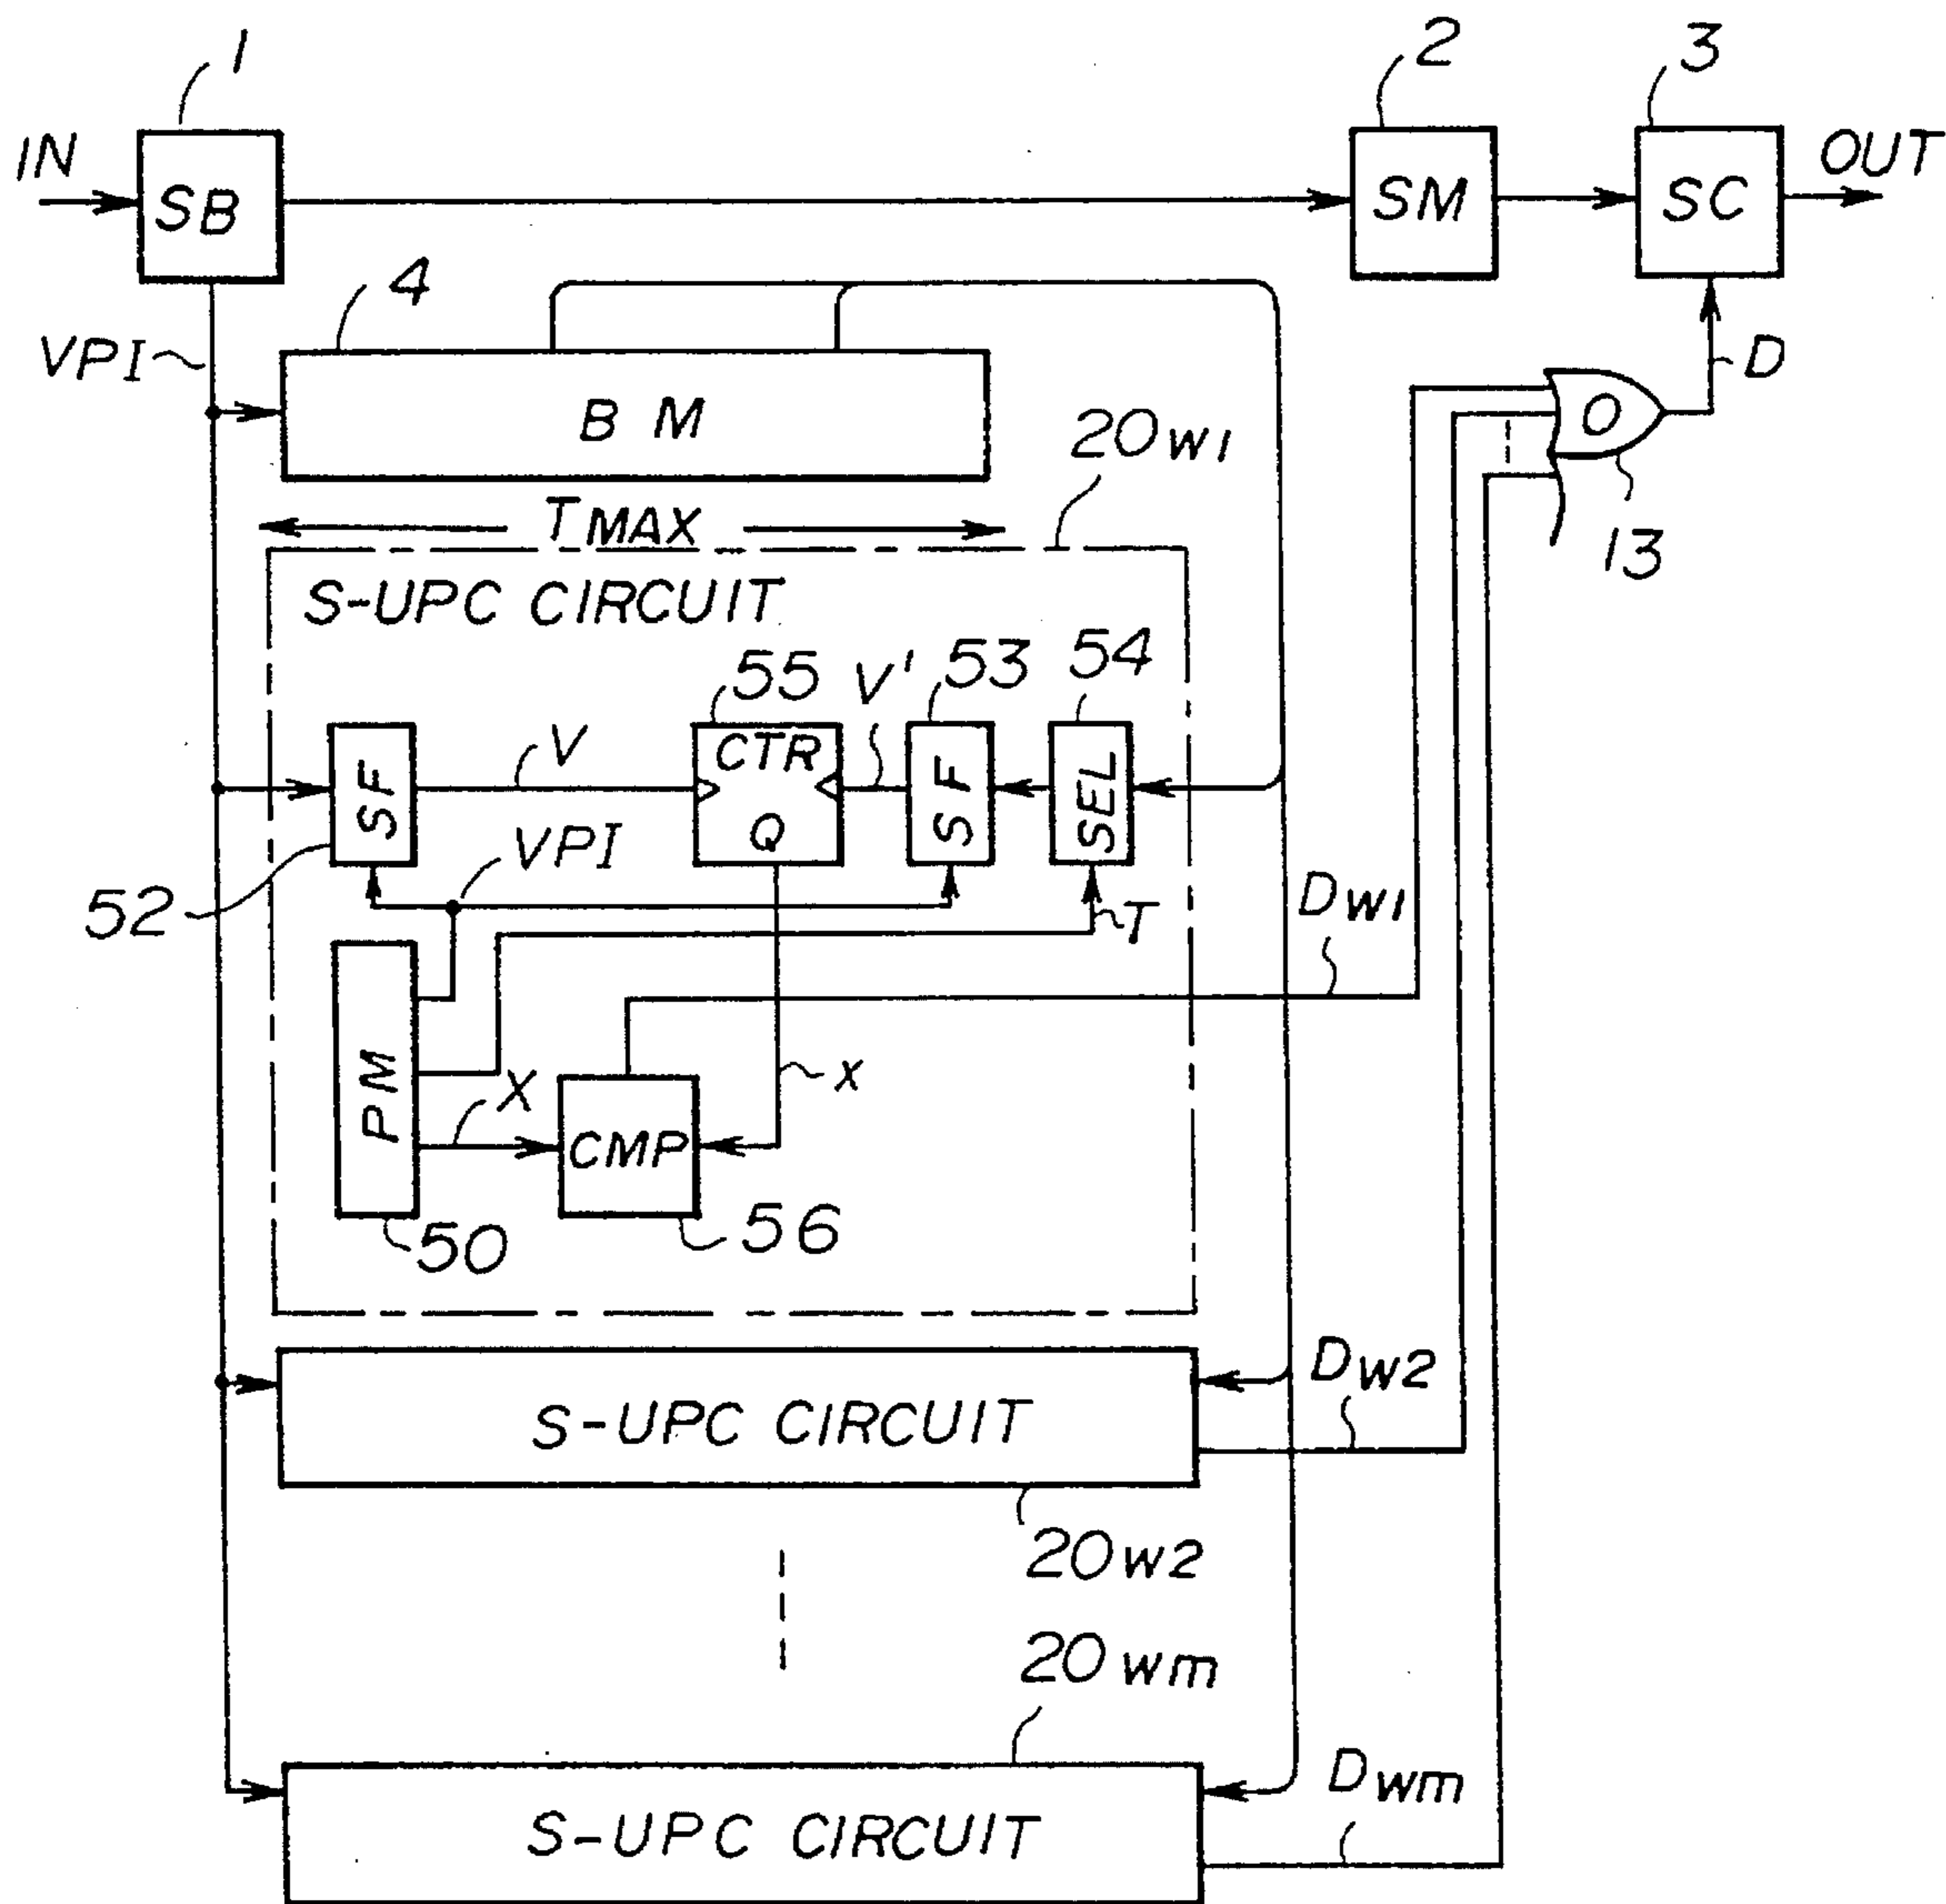 1
2
3
IN
SB
SM
SC
OUT
4
VPI
BM
D
O
13
20W1
TMAX
S-UPC CIRCUIT
55
V'
53
54
SF
V
CTR
Q
SF
SEL
52
VPI
T
DW1
PM
X
x
CMP
50
56
S-UPC CIRCUIT
DW2
20W2
20Wm
S-UPC CIRCUIT
DWm